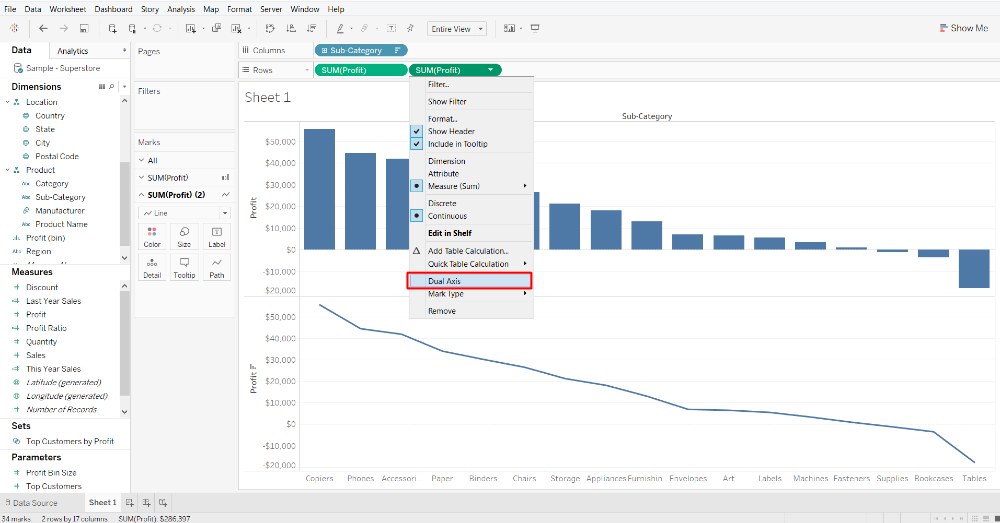 File Data Worksheet Dashboard Story Analysis Map Format Server Window Help
Entire View
Show Me
Data
Analytics
Sample - Superstore
Dimensions
Location
Country
State
City
Postal Code
Product
Abc Category
Abc Sub-Category
Manufacturer
Abc Product Name
Profit (bin)
Abc Region
Measures
Discount
Last Year Sales
Profit
Profit Ratio
Quantity
Sales
This Year Sales
Latitude (generated)
Longitude (generated)
Number of Records
Sets
Top Customers by Profit
Parameters
Profit Bin Size
Top Customers
Pages
Filters
Marks
All
SUM(Profit)
SUM(Profit) (2)
Line
Color Size Label
Detail Tooltip Path
Columns
Sub-Category
Rows
SUM(Profit)
SUM(Profit)
Sheet 1
Filter...
Show Filter
Format...
Show Header
Include in Tooltip
Dimension
Attribute
Measure (Sum)
Discrete
Continuous
Edit in Shelf
Add Table Calculation...
Quick Table Calculation
Dual Axis
Mark Type
Remove
Sub-Category
Profit
$50,000
$40,000
$30,000
$20,000
$10,000
$0
-$10,000
-$20,000
Profit
$50,000
$40,000
$30,000
$20,000
$10,000
$0
-$10,000
-$20,000
Copiers Phones Accessori.. Paper Binders Chairs Storage Appliances Furnishin.. Envelopes Art Labels Machines Fasteners Supplies Bookcases Tables
Data Source
Sheet 1
34 marks 2 rows by 17 columns SUM(Profit): $286,397